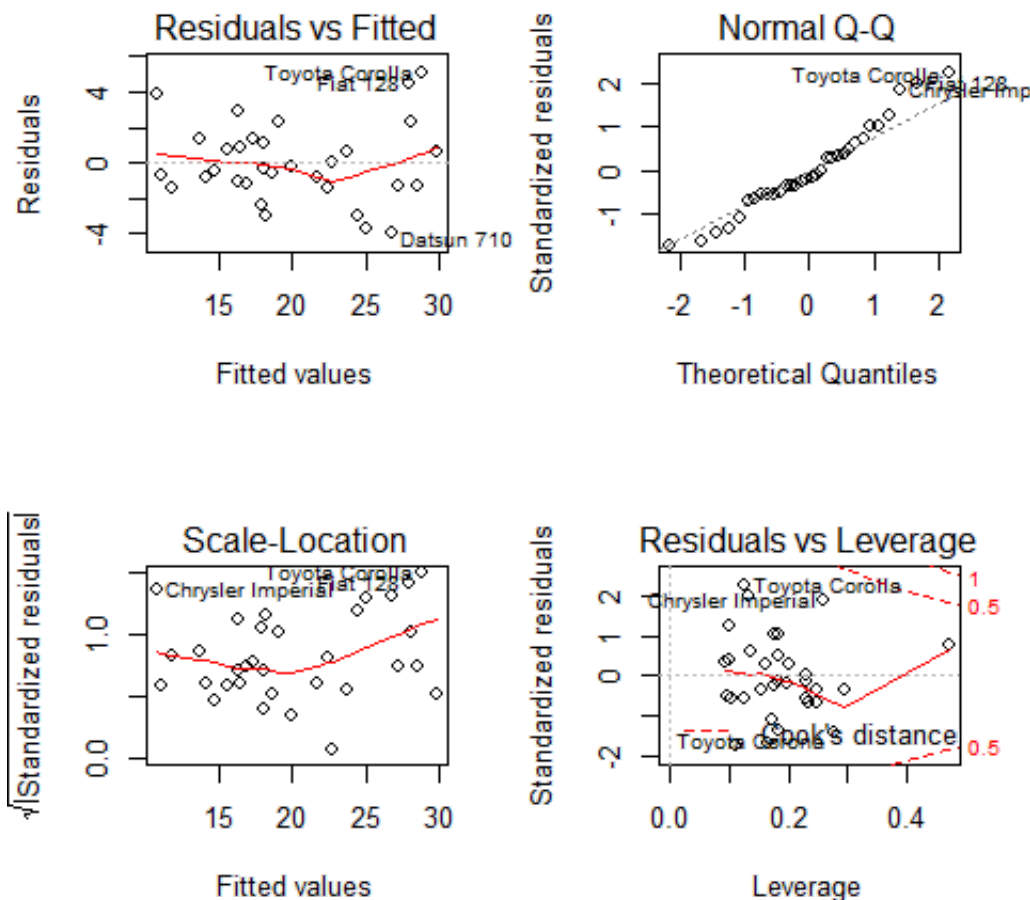 Residuals vs Fitted
Residuals
4
0
-4
Toyota Corolla
Fiat 128
Datsun 710
15 20 25 30
Fitted values
Normal Q-Q
Standardized residuals
2
1
0
-1
Toyota Corolla
Fiat 128
Chrysler Imp
-2 -1 0 1 2
Theoretical Quantiles
Scale-Location
√|Standardized residuals|
1.0
0.0
Toyota Corolla
Fiat 128
Chrysler Imperial
15 20 25 30
Fitted values
Residuals vs Leverage
Standardized residuals
2
1
0
-2
Toyota Corolla
Chrysler Imperial
Cook's distance
Toyota Corona
1
0.5
0.5
0.0 0.2 0.4
Leverage